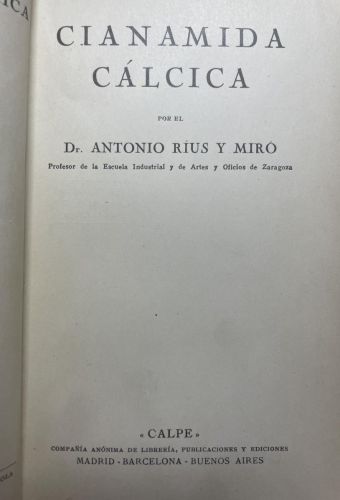 CIANAMIDA
CÁLCICA
POR EL
Dr. ANTONIO RÍUS Y MIRÓ
Profesor de la Escuela Industrial y de Artes y Oficios de Zaragoza
« CALPE »
COMPAÑÍA ANÓNIMA DE LIBRERÍA, PUBLICACIONES Y EDICIONES
MADRID - BARCELONA - BUENOS AIRES